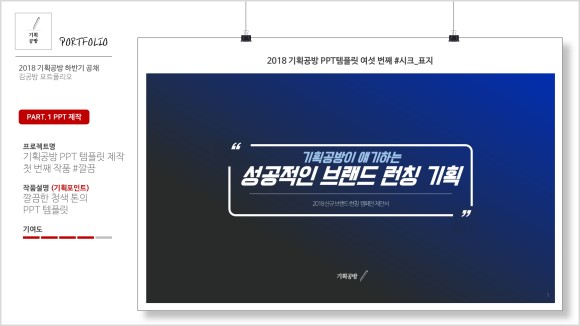 기획
공방
PORTFOLIO
2018 기획공방 하반기 공채
김공방 포트폴리오
PART. 1 PPT 제작
프로젝트명
기획공방 PPT 템플릿 제작
첫 번째 작품 #깔끔
작품설명 (기획포인트)
깔끔한 청색 톤의
PPT 템플릿
기여도
2018 기획공방 PPT템플릿 여섯 번째 #시크_표지
“
기획공방이 얘기하는
성공적인 브랜드 런칭 기획
2018 신규 브랜드 런칭 캠페인 제안서
”
기획공방